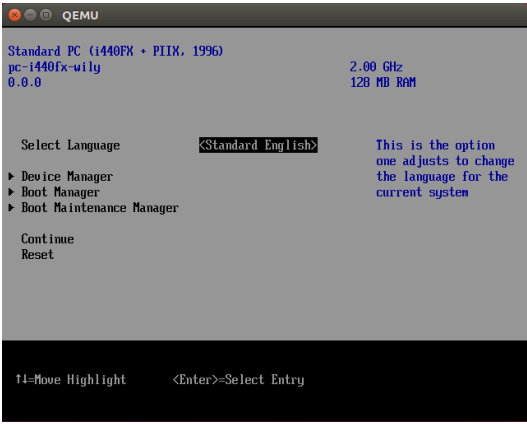 QEMU
Standard PC (i440FX + PIIX, 1996)
pc-i440fx-wily 2.00 GHz
0.0.0 128 MB RAM
Select Language <Standard English> This is the option
one adjusts to change
▶ Device Manager the language for the
▶ Boot Manager current system
▶ Boot Maintenance Manager
Continue
Reset
↑↓=Move Highlight <Enter>=Select Entry